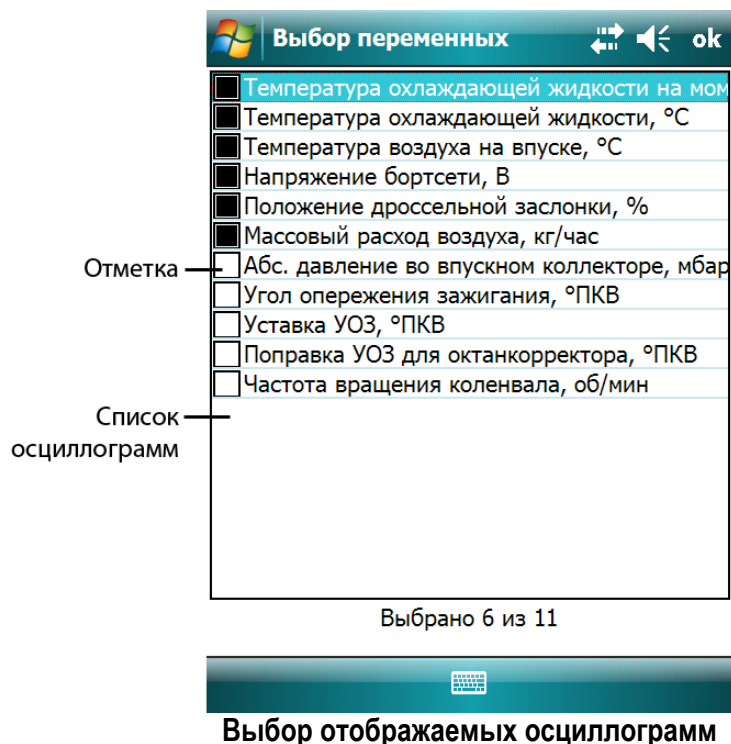 Выбор переменных ok
Температура охлаждающей жидкости на мом
Температура охлаждающей жидкости, °C
Температура воздуха на впуске, °C
Напряжение бортсети, В
Положение дроссельной заслонки, %
Массовый расход воздуха, кг/час
Отметка
Абс. давление во впускном коллекторе, мбар
Угол опережения зажигания, °ПКВ
Уставка УОЗ, °ПКВ
Поправка УОЗ для октанкорректора, °ПКВ
Частота вращения коленвала, об/мин
Список
осциллограмм
Выбрано 6 из 11
Выбор отображаемых осциллограмм